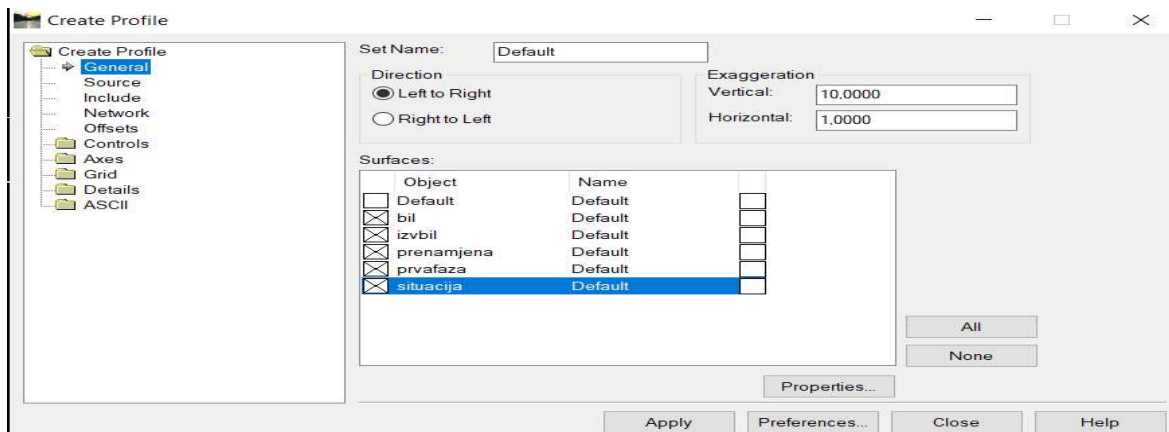 Create Profile
Create Profile
General
Source
Include
Network
Offsets
Controls
Axes
Grid
Details
ASCII
Set Name: Default
Direction
Left to Right
Right to Left
Exaggeration
Vertical: 10,0000
Horizontal: 1,0000
Surfaces:
Object Name
Default Default
bil Default
izvbil Default
prenamjena Default
prvafaza Default
situacija Default
All
None
Properties...
Apply Preferences... Close Help